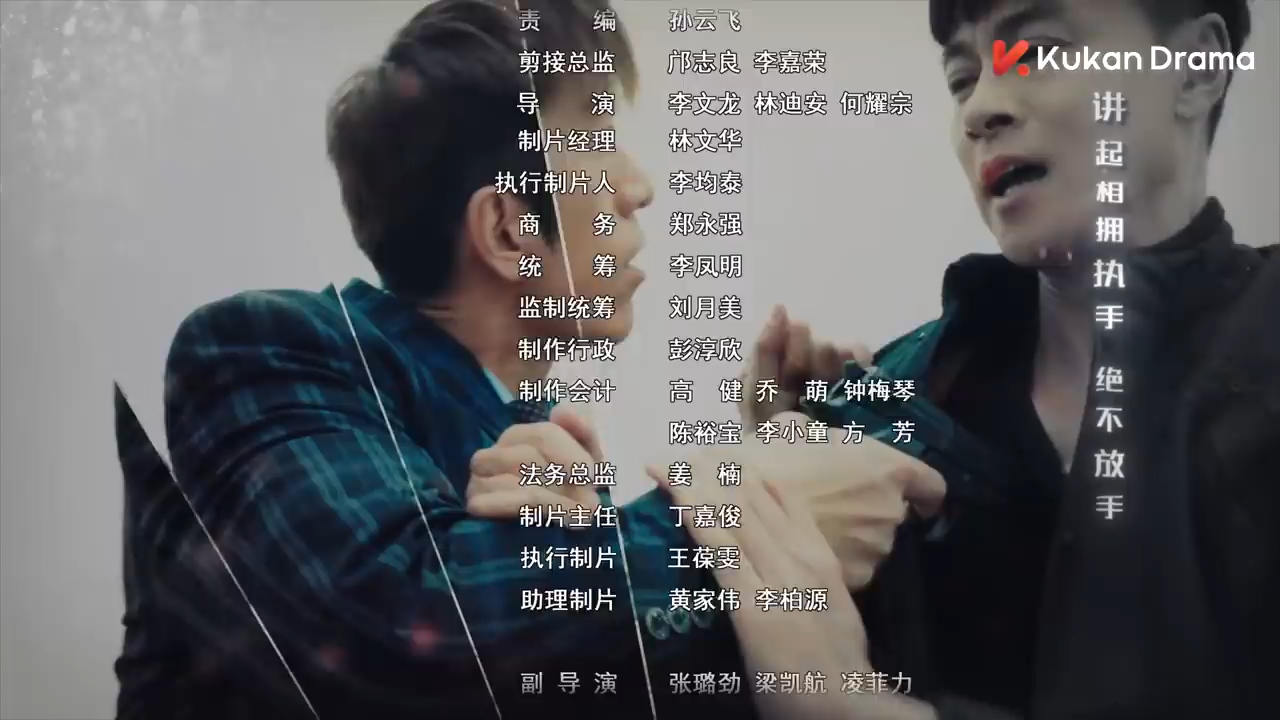 责 编 孙云飞
剪接总监 邝志良 李嘉荣
导 演 李文龙 林迪安 何耀宗
制片经理 林文华
执行制片人 李均泰
商 务 郑永强
统 筹 李凤明
监制统筹 刘月美
制作行政 彭淳欣
制作会计 高 健 乔 萌 钟梅琴
陈裕宝 李小童 方 芳
法务总监 姜 楠
制片主任 丁嘉俊
执行制片 王葆雯
助理制片 黄家伟 李柏源
副 导 演 张璐劲 梁凯航 凌菲力
Kukan Drama
讲起相拥执手 绝不放手